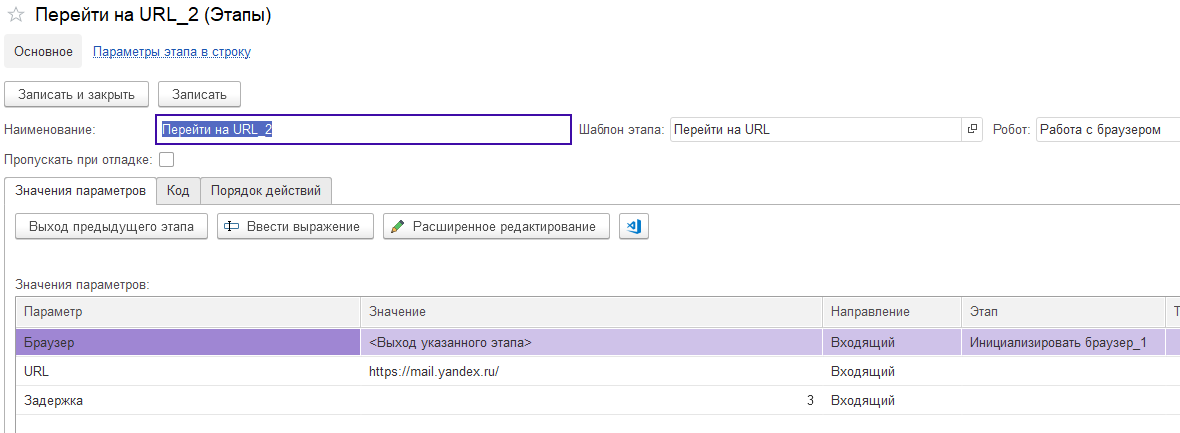 Перейти на URL_2 (Этапы)
Основное Параметры этапа в строку
Записать и закрыть Записать
Наименование: Перейти на URL_2 Шаблон этапа: Перейти на URL Робот: Работа с браузером
Пропускать при отладке:
Значения параметров Код Порядок действий
Выход предыдущего этапа Ввести выражение Расширенное редактирование
Значения параметров:
Параметр Значение Направление Этап Т
Браузер <Выход указанного этапа> Входящий Инициализировать браузер_1
URL https://mail.yandex.ru/ Входящий
Задержка 3 Входящий